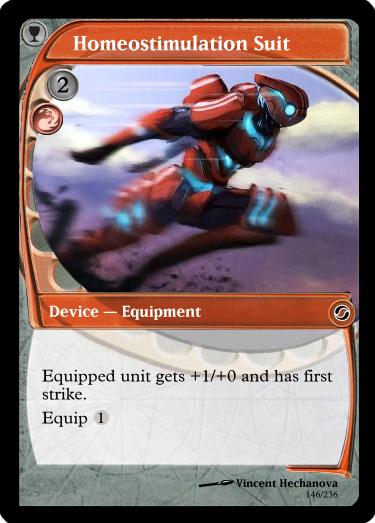 Homeostimulation Suit
2
Device — Equipment
Equipped unit gets +1/+0 and has first
strike.
Equip 1
Vincent Hechanova
146/236